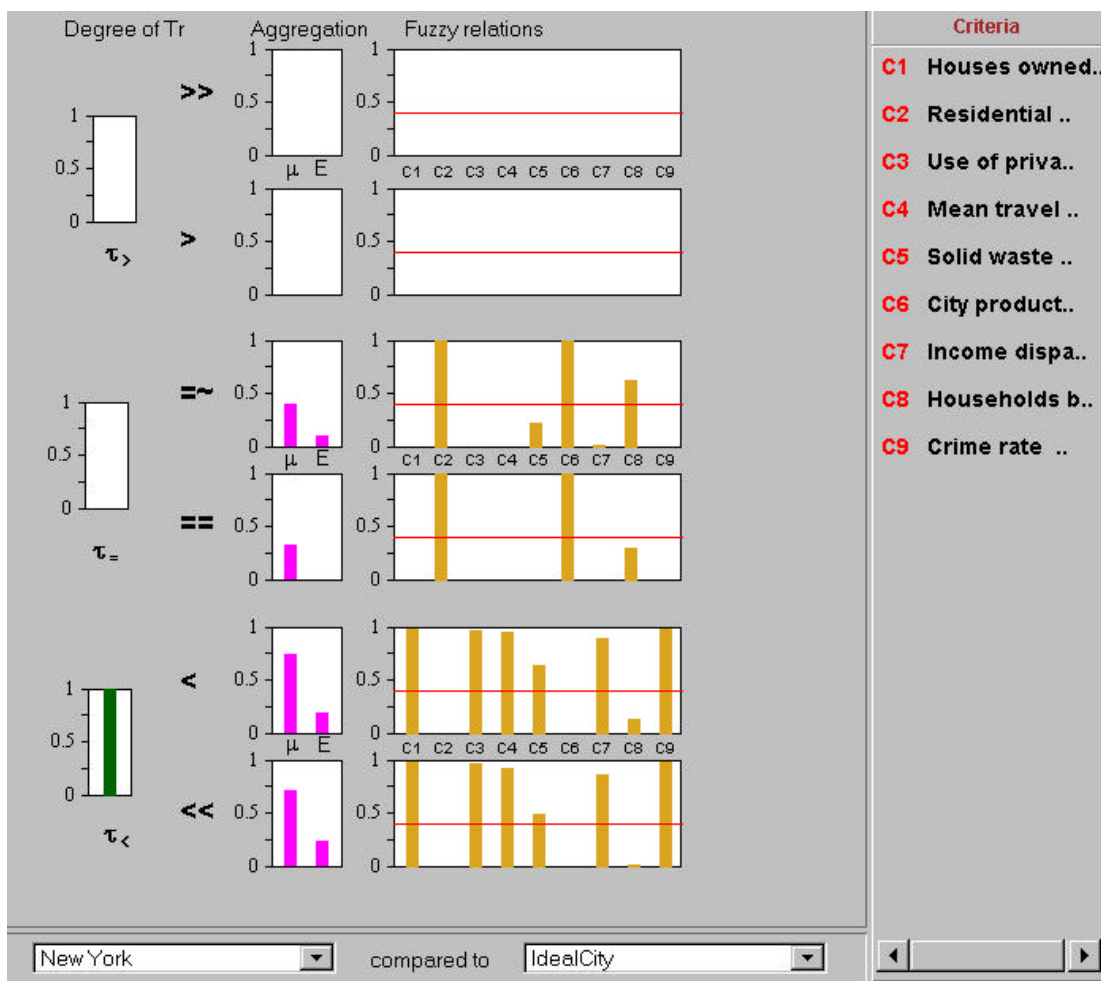 Degree of Tr Aggregation Fuzzy relations
>>
1
0.5
0
τ>
1
0.5
0
μ E
1
0.5
0
C1 C2 C3 C4 C5 C6 C7 C8 C9
>
1
0.5
0
1
0.5
0
=~
1
0.5
0
τ=
1
0.5
0
μ E
1
0.5
0
C1 C2 C3 C4 C5 C6 C7 C8 C9
==
1
0.5
0
1
0.5
0
<
1
0.5
0
τ<
1
0.5
0
μ E
1
0.5
0
C1 C2 C3 C4 C5 C6 C7 C8 C9
<<
1
0.5
0
1
0.5
0
New York compared to IdealCity
Criteria
C1 Houses owned..
C2 Residential ..
C3 Use of priva..
C4 Mean travel ..
C5 Solid waste ..
C6 City product..
C7 Income dispa..
C8 Households b..
C9 Crime rate ..